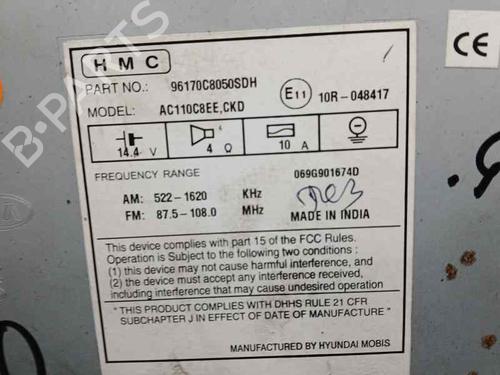 HMC
PART NO.: 96170C8050SDH
MODEL: AC110C8EE,CKD
E11 10R-048417
14.4 V 4 Ω 10 A
FREQUENCY RANGE 069G901674D
AM: 522-1620 KHz
FM: 87.5-108.0 MHz MADE IN INDIA
This device complies with part 15 of the FCC Rules.
Operation is Subject to the following two conditions :
(1) this device may not cause harmful interference, and
(2) the device must accept any interference received,
including interference that may cause undesired operation
" THIS PRODUCT COMPLIES WITH DHHS RULE 21 CFR
SUBCHAPTER J IN EFFECT OF DATE OF MANUFACTURE "
MANUFACTURED BY HYUNDAI MOBIS
CE
B-PARTS